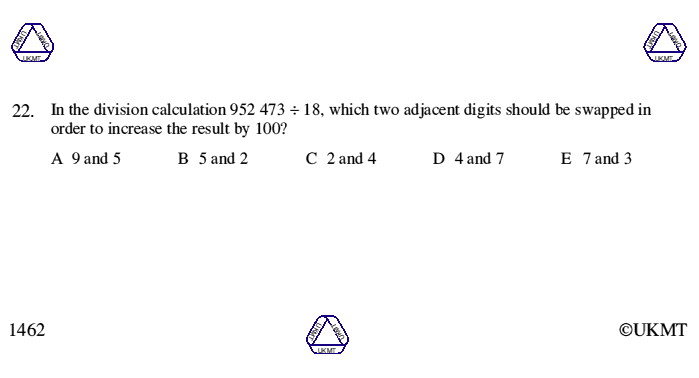 UKMT UKMT UKMT
UKMT UKMT UKMT
22. In the division calculation 952 473 ÷ 18, which two adjacent digits should be swapped in
order to increase the result by 100?
A 9 and 5 B 5 and 2 C 2 and 4 D 4 and 7 E 7 and 3
1462
UKMT UKMT UKMT
©UKMT